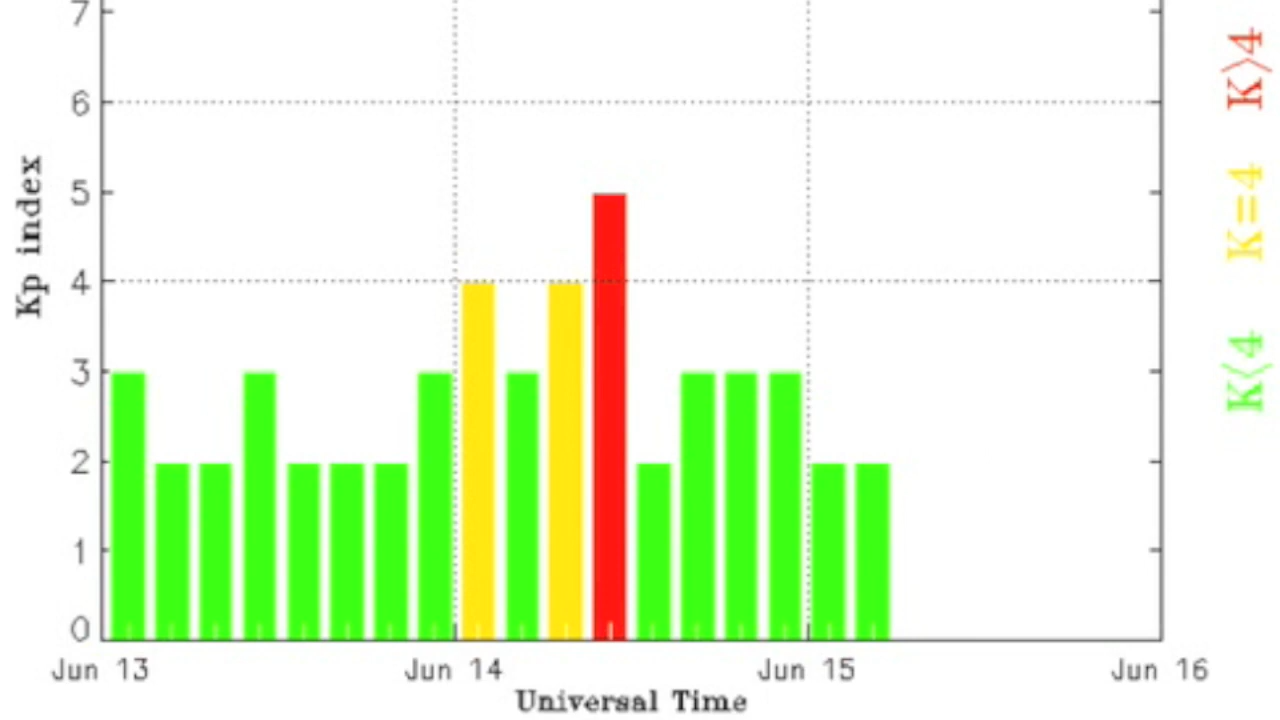 7
6
5
4
3
2
1
0
Kp index
Jun 13
Jun 14
Jun 15
Jun 16
Universal Time
K>4
K=4
K<4